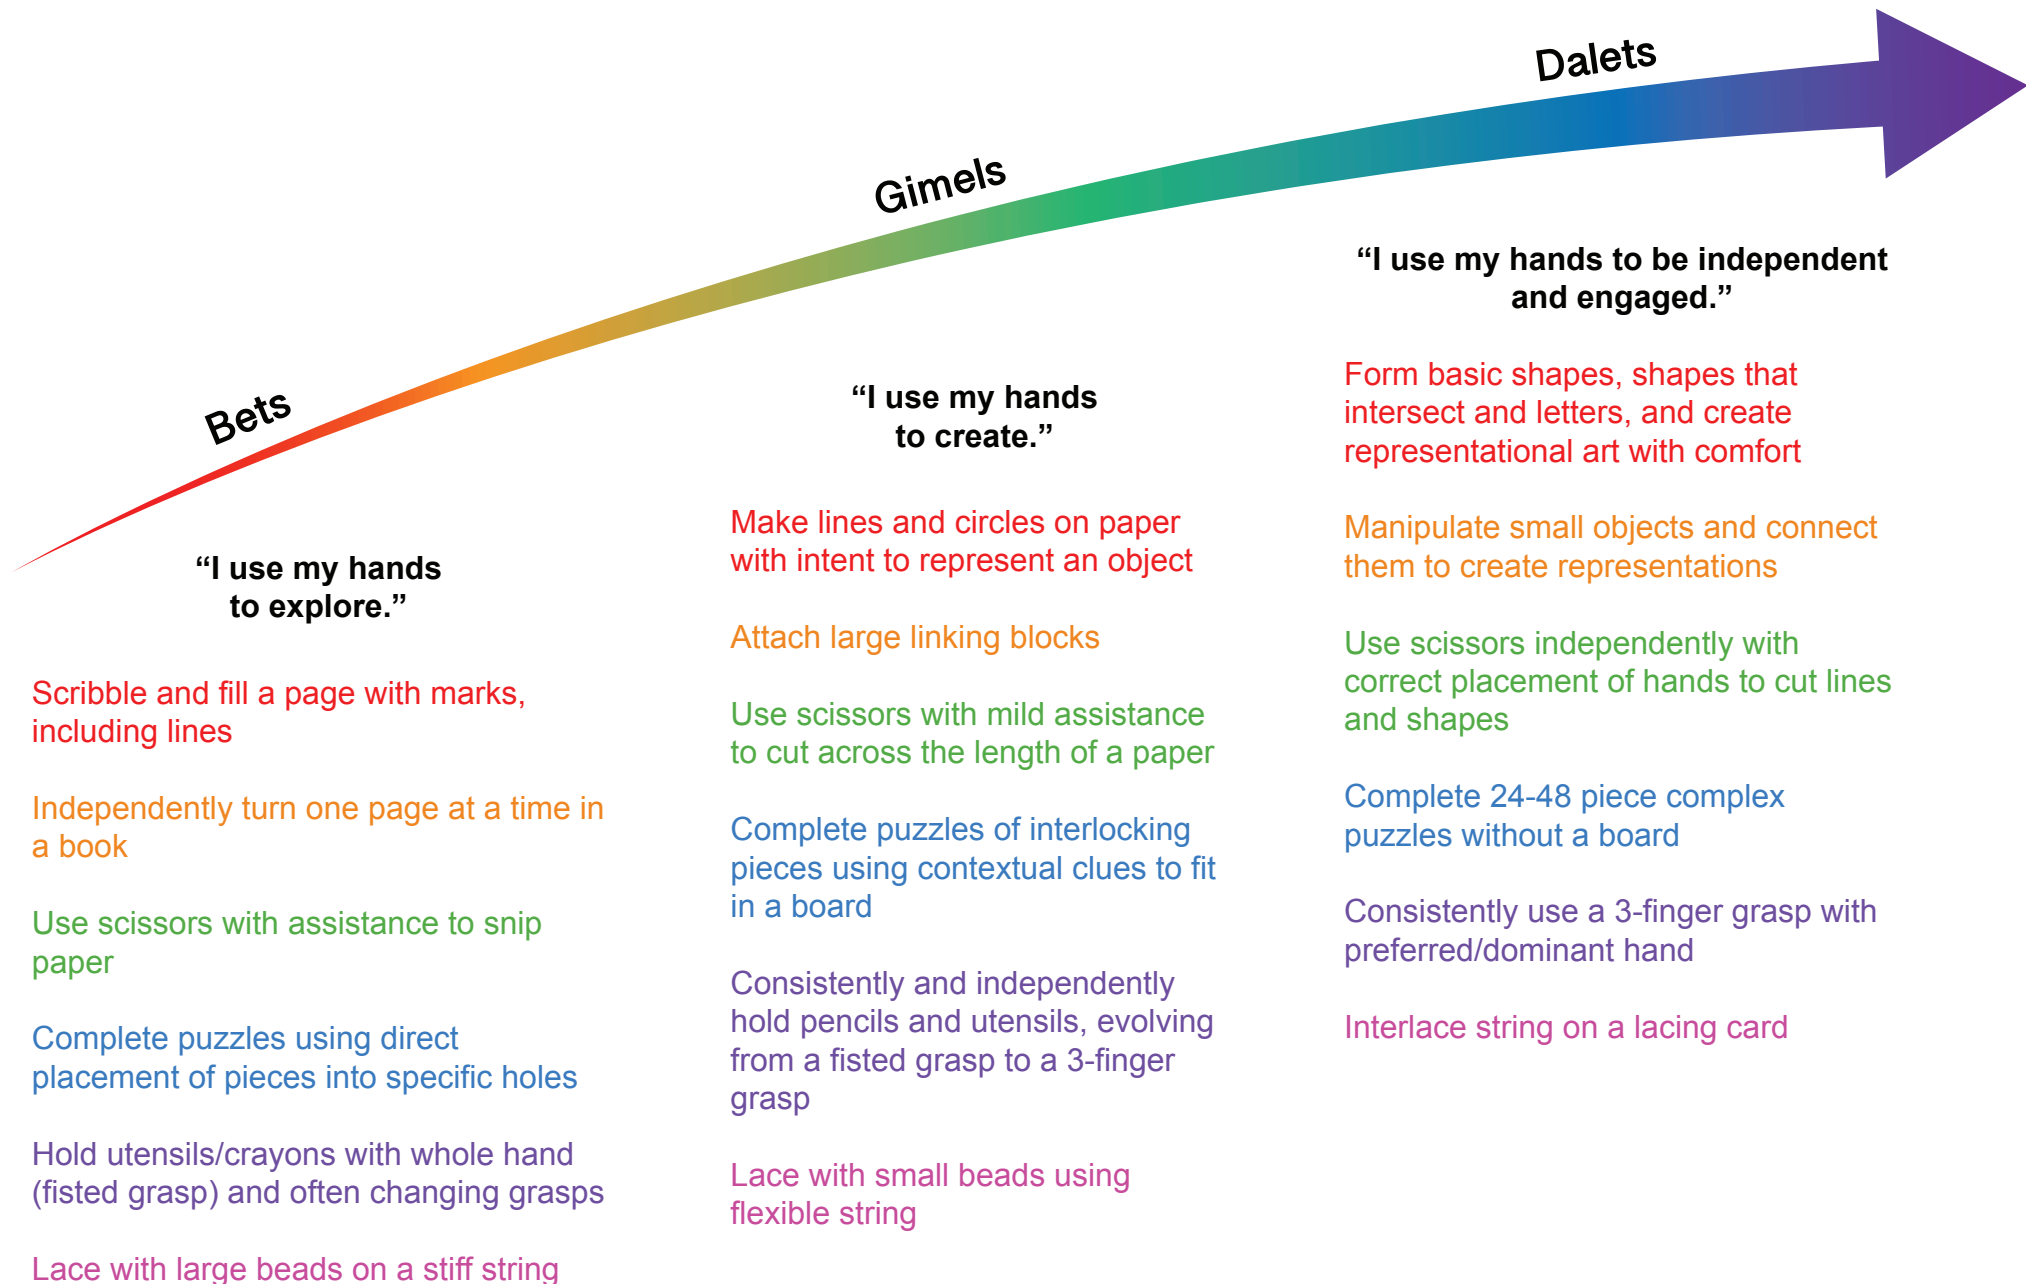 Bets
“I use my hands
to explore.”
Scribble and fill a page with marks,
including lines
Independently turn one page at a time in
a book
Use scissors with assistance to snip
paper
Complete puzzles using direct
placement of pieces into specific holes
Hold utensils/crayons with whole hand
(fisted grasp) and often changing grasps
Lace with large beads on a stiff string
Gimels
“I use my hands
to create.”
Make lines and circles on paper
with intent to represent an object
Attach large linking blocks
Use scissors with mild assistance
to cut across the length of a paper
Complete puzzles of interlocking
pieces using contextual clues to fit
in a board
Consistently and independently
hold pencils and utensils, evolving
from a fisted grasp to a 3-finger
grasp
Lace with small beads using
flexible string
Dalets
“I use my hands to be independent
and engaged.”
Form basic shapes, shapes that
intersect and letters, and create
representational art with comfort
Manipulate small objects and connect
them to create representations
Use scissors independently with
correct placement of hands to cut lines
and shapes
Complete 24-48 piece complex
puzzles without a board
Consistently use a 3-finger grasp with
preferred/dominant hand
Interlace string on a lacing card